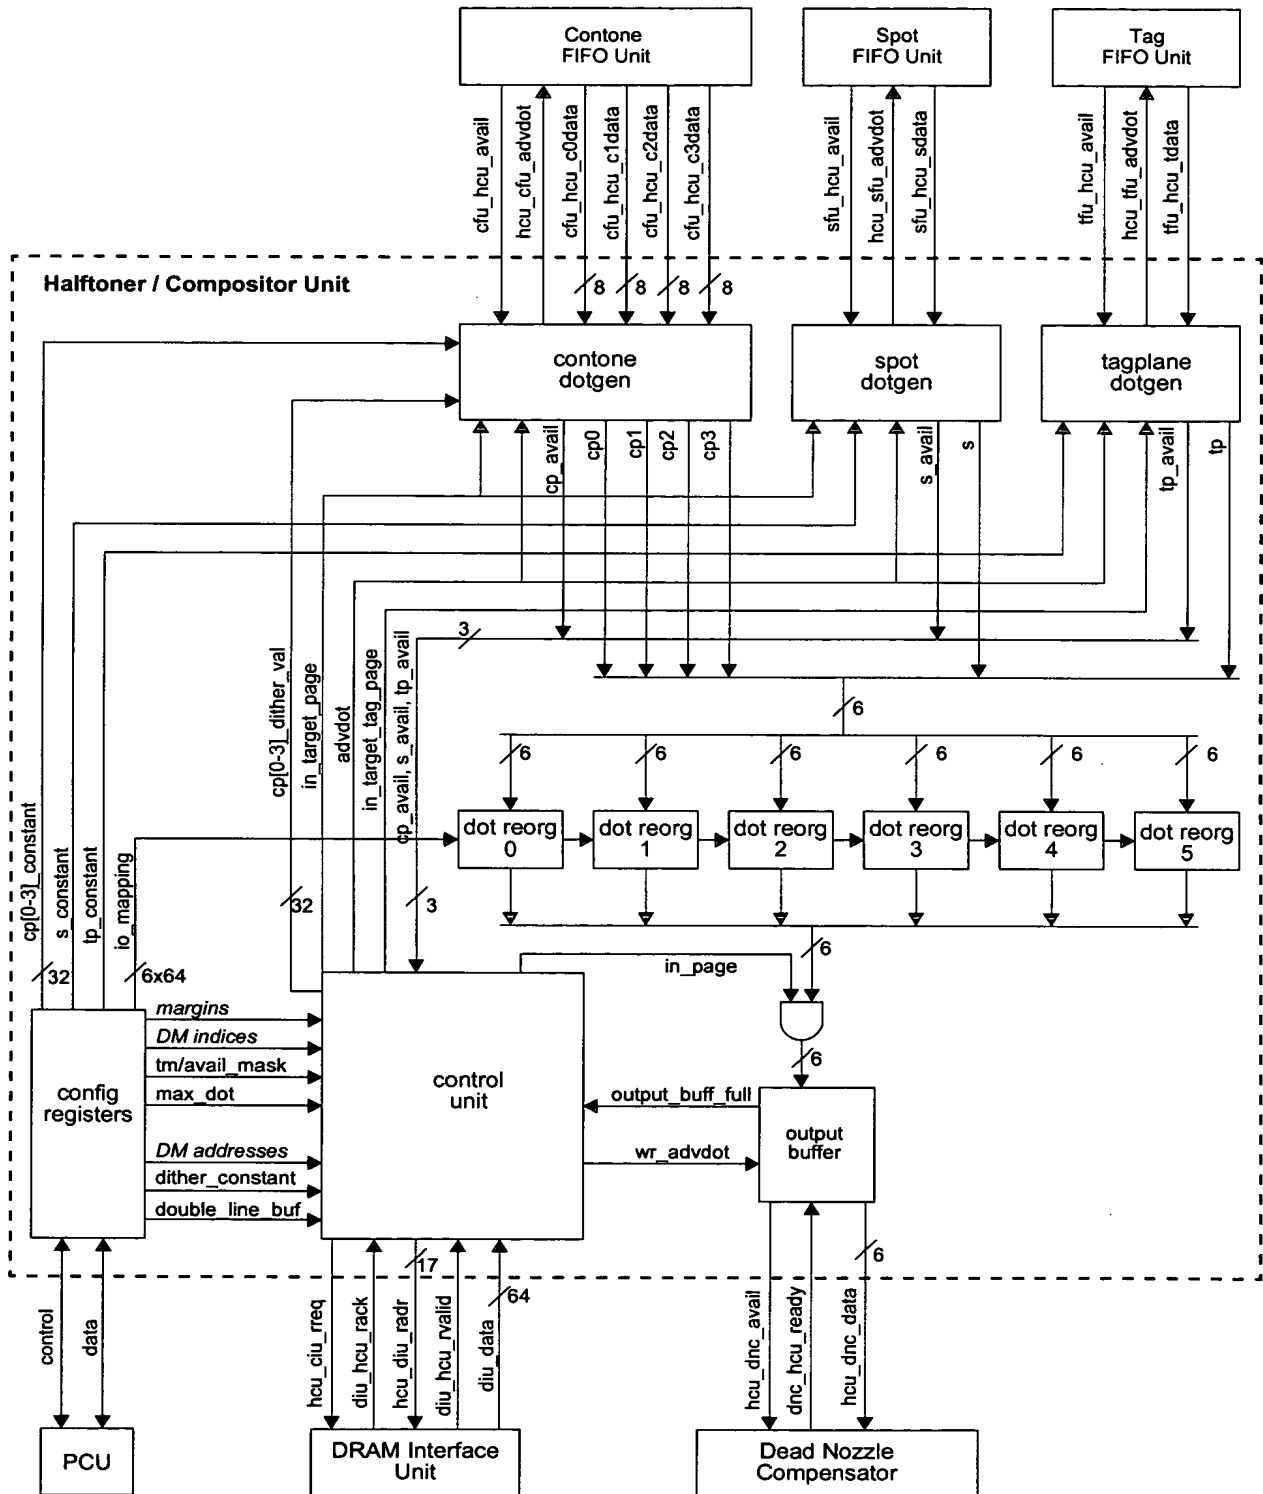 Contone
FIFO Unit
Spot
FIFO Unit
Tag
FIFO Unit
cfu_hcu_avail
hcu_cfu_advdot
cfu_hcu_c0data
cfu_hcu_c1data
cfu_hcu_c2data
cfu_hcu_c3data
sfu_hcu_avail
hcu_sfu_advdot
sfu_hcu_sdata
tfu_hcu_avail
hcu_tfu_advdot
tfu_hcu_tdata
Halftoner / Compositor Unit
8
8
8
8
contone
dotgen
spot
dotgen
tagplane
dotgen
cp_avail
cp0
cp1
cp2
cp3
s_avail
s
tp_avail
tp
3
cp[0-3]_dither_val
in_target_page
advdot
in_target_tag_page
cp_avail, s_avail, tp_avail
6
6
6
6
6
6
6
dot reorg
0
dot reorg
1
dot reorg
2
dot reorg
3
dot reorg
4
dot reorg
5
cp[0-3]_constant
s_constant
tp_constant
io_mapping
32
3
6
32
6x64
in_page
margins
DM indices
tm/avail_mask
max_dot
DM addresses
dither_constant
double_line_buf
config
registers
control
unit
6
output_buff_full
wr_advdot
output
buffer
17
64
6
control
data
hcu_ciu_rreq
diu_hcu_rack
hcu_diu_radr
diu_hcu_rvalid
diu_data
hcu_dnc_avail
dnc_hcu_ready
hcu_dnc_data
PCU
DRAM Interface
Unit
Dead Nozzle
Compensator